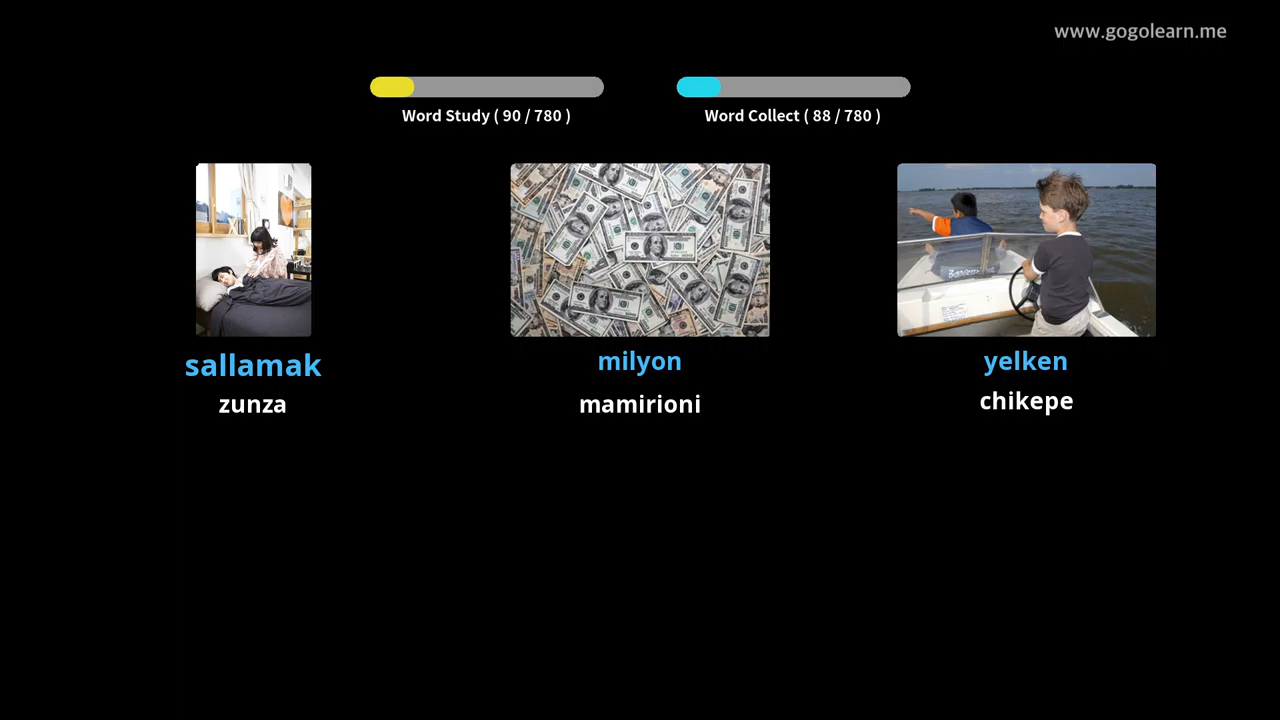 www.gogolearn.me
Word Study ( 90 / 780 )
Word Collect ( 88 / 780 )
sallamak
zunza
milyon
mamirioni
yelken
chikepe